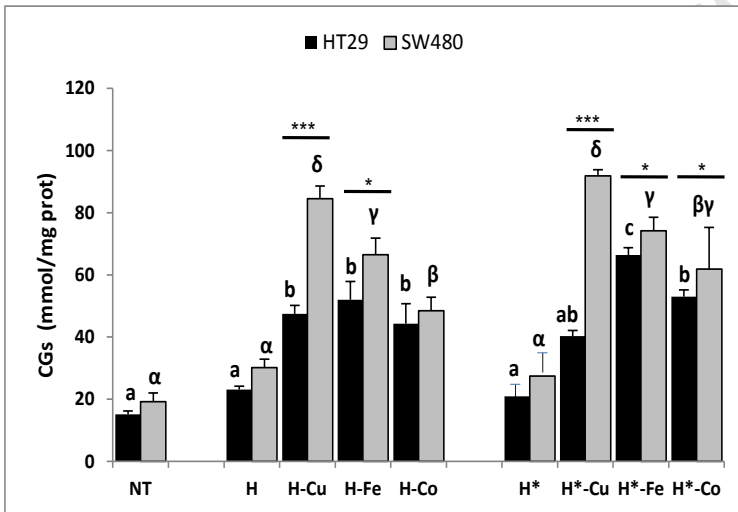 HT29 SW480
120
100
80
60
40
20
0
CGs (mmol/mg prot)
a α
a α
*** δ b
* γ b
b β
a α
*** δ ab
* γ c
* βγ b
NT H H-Cu H-Fe H-Co H* H*-Cu H*-Fe H*-Co